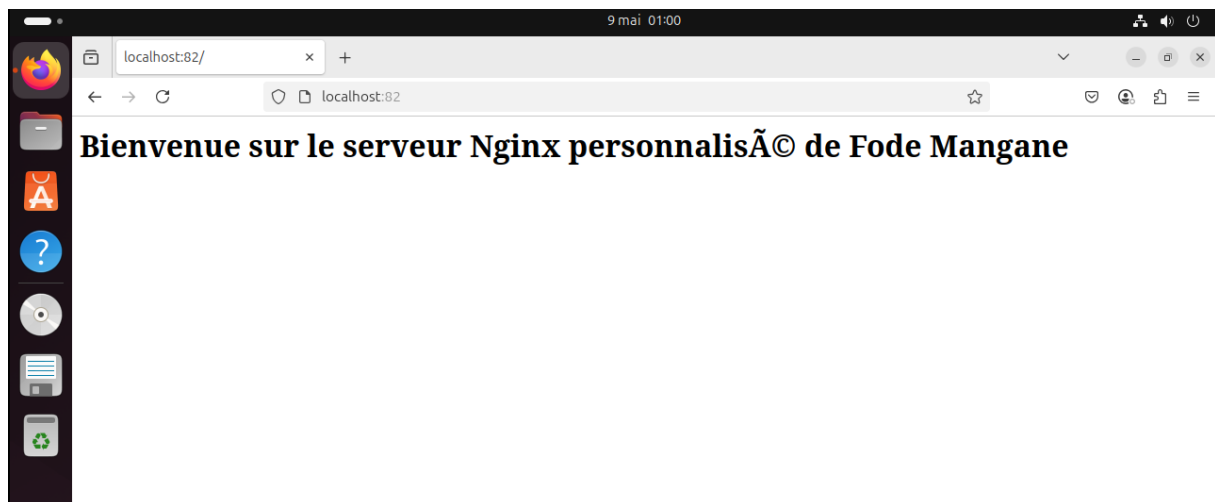 9 mai 01:00
localhost:82/
localhost:82
Bienvenue sur le serveur Nginx personnalisÃ© de Fode Mangane